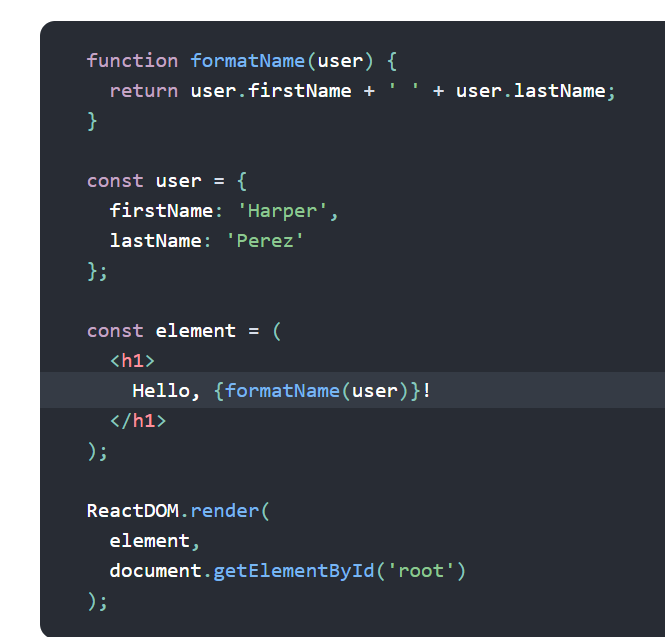 function formatName(user) {
  return user.firstName + ' ' + user.lastName;
}

const user = {
  firstName: 'Harper',
  lastName: 'Perez'
};

const element = (
  <h1>
    Hello, {formatName(user)}!
  </h1>
);

ReactDOM.render(
  element,
  document.getElementById('root')
);